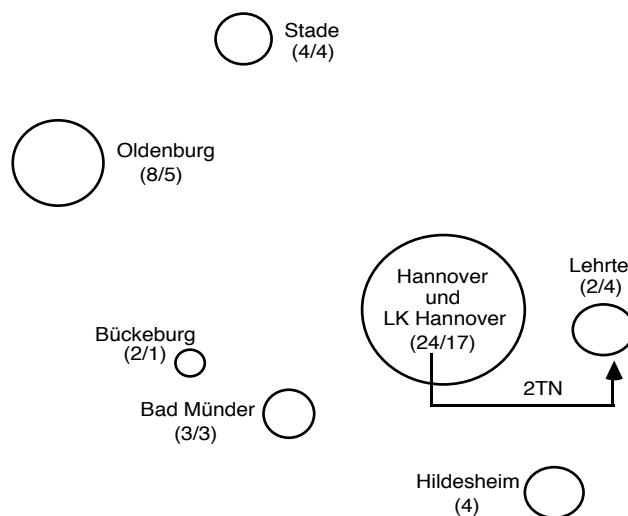 Stade
(4/4)
Oldenburg
(8/5)
Hannover
und
LK Hannover
(24/17)
Lehrte
(2/4)
Bückeburg
(2/1)
2TN
Bad Münder
(3/3)
Hildesheim
(4)